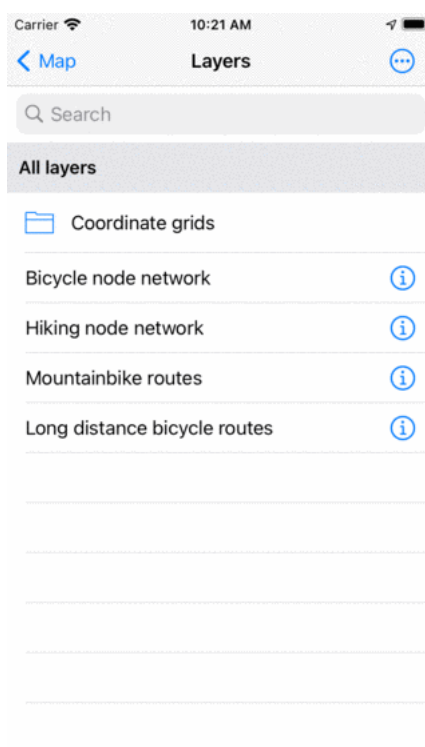 Carrier
10:21 AM
Map
Layers
Search
All layers
Coordinate grids
Bicycle node network
Hiking node network
Mountainbike routes
Long distance bicycle routes